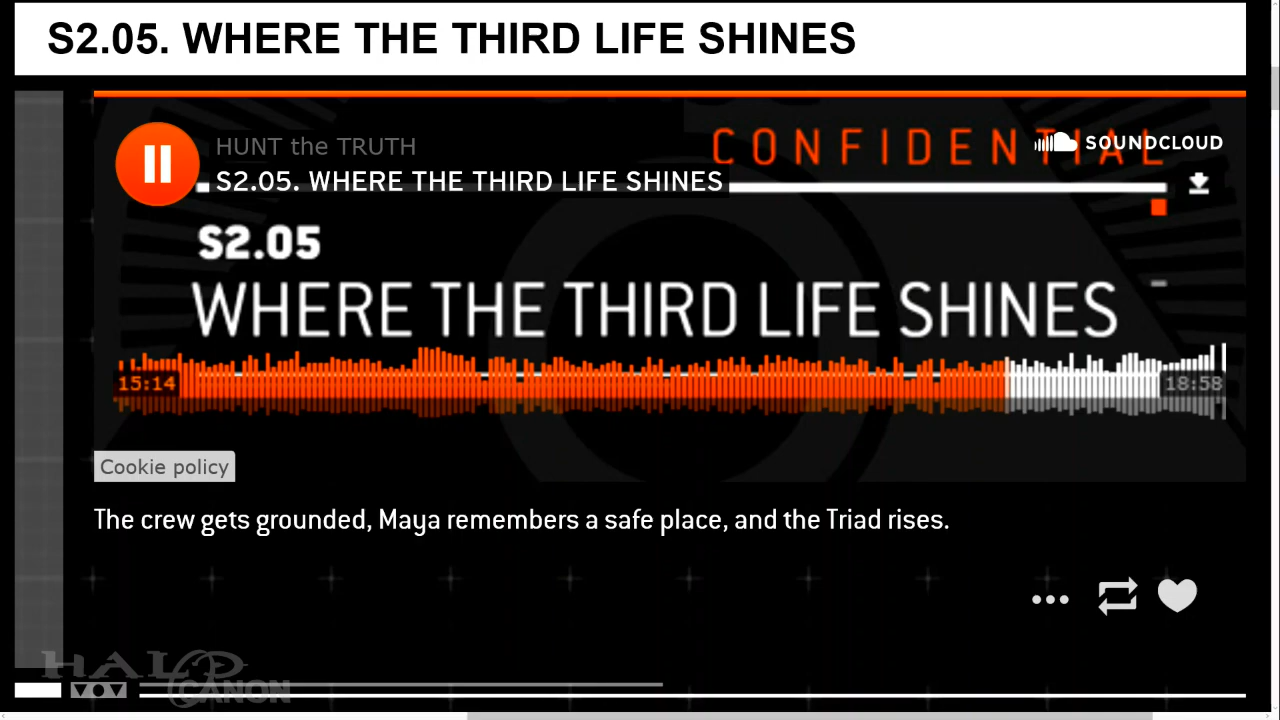 S2.05. WHERE THE THIRD LIFE SHINES
HUNT the TRUTH
CONFIDENTIAL
SOUNDCLOUD
S2.05. WHERE THE THIRD LIFE SHINES
S2.05
WHERE THE THIRD LIFE SHINES
15:14
18:58
Cookie policy
The crew gets grounded, Maya remembers a safe place, and the Triad rises.
HALO
CANON